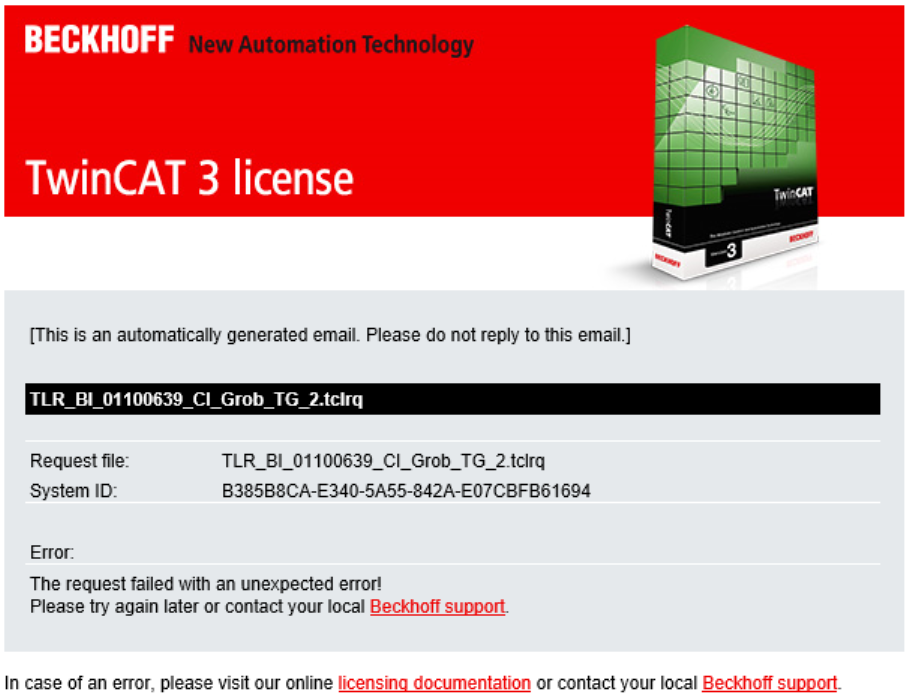 BECKHOFF New Automation Technology
TwinCAT 3 license
TwinCAT
TwinCAT
3
BECKHOFF
BECKHOFF
[This is an automatically generated email. Please do not reply to this email.]
TLR_BI_01100639_CI_Grob_TG_2.tclrq
Request file: TLR_BI_01100639_CI_Grob_TG_2.tclrq
System ID: B385B8CA-E340-5A55-842A-E07CBFB61694
Error:
The request failed with an unexpected error!
Please try again later or contact your local Beckhoff support.
In case of an error, please visit our online licensing documentation or contact your local Beckhoff support.